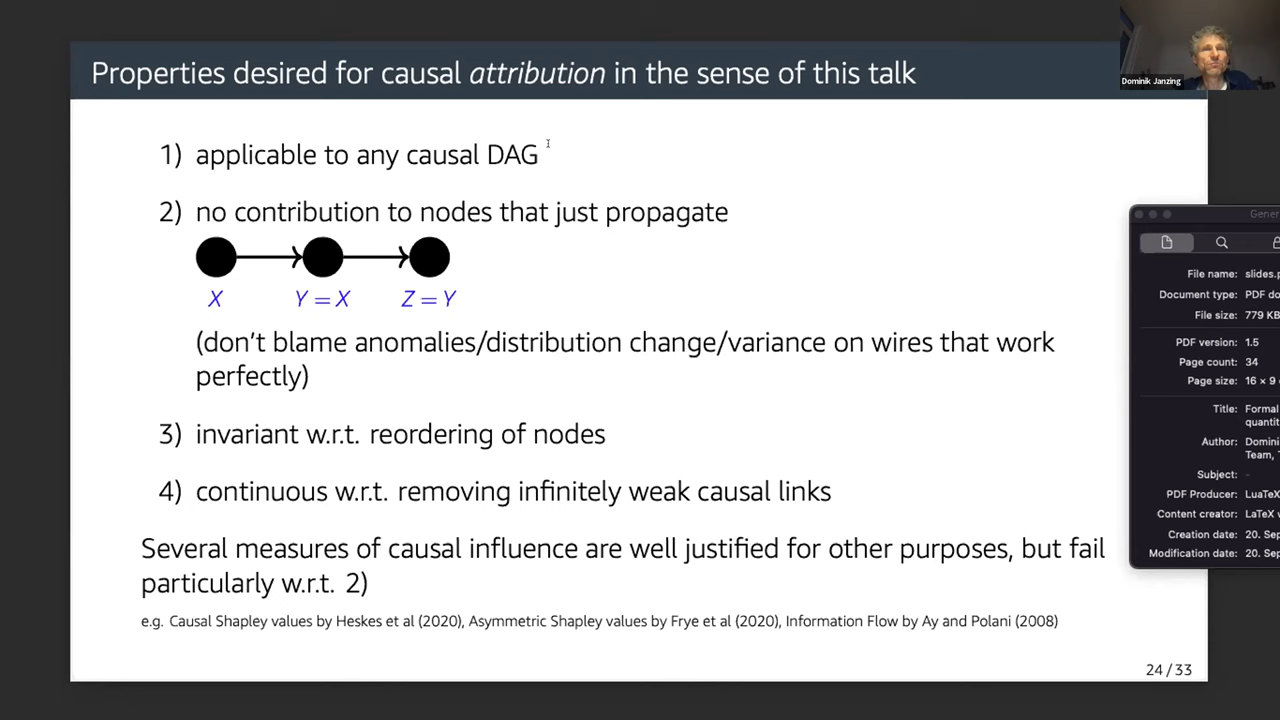 Properties desired for causal attribution in the sense of this talk
Dominik Janzing
1) applicable to any causal DAG
2) no contribution to nodes that just propagate
X Y = X Z = Y
(don't blame anomalies/distribution change/variance on wires that work
perfectly)
3) invariant w.r.t. reordering of nodes
4) continuous w.r.t. removing infinitely weak causal links
Several measures of causal influence are well justified for other purposes, but fail
particularly w.r.t. 2)
e.g. Causal Shapley values by Heskes et al (2020), Asymmetric Shapley values by Frye et al (2020), Information Flow by Ay and Polani (2008)
24 / 33
Gener
File name: slides.p
Document type: PDF do
File size: 779 KB
PDF version: 1.5
Page count: 34
Page size: 16 × 9
Title: Formal
quantit
Author: Domini
Team, T
Subject: –
PDF Producer: LuaTeX
Content creator: LaTeX
Creation date: 20. Sep
Modification date: 20. Sep